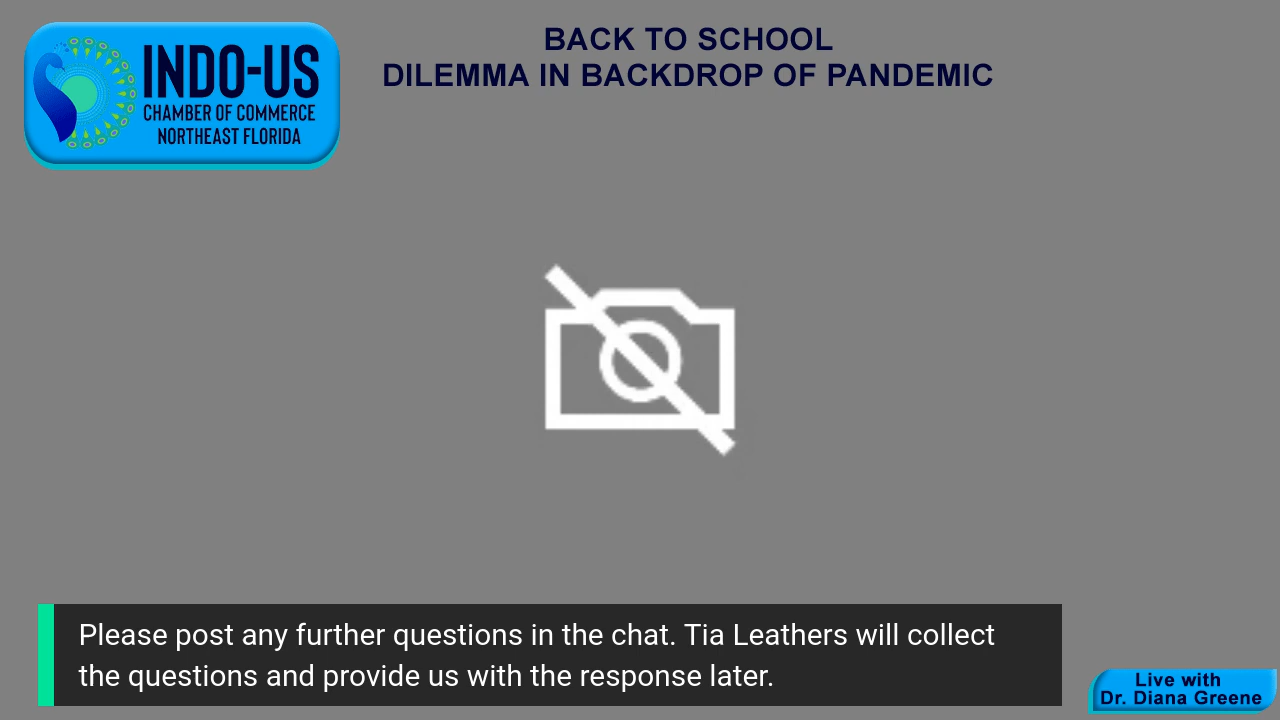 INDO-US
CHAMBER OF COMMERCE
NORTHEAST FLORIDA
BACK TO SCHOOL
DILEMMA IN BACKDROP OF PANDEMIC
Please post any further questions in the chat. Tia Leathers will collect
the questions and provide us with the response later.
Live with
Dr. Diana Greene